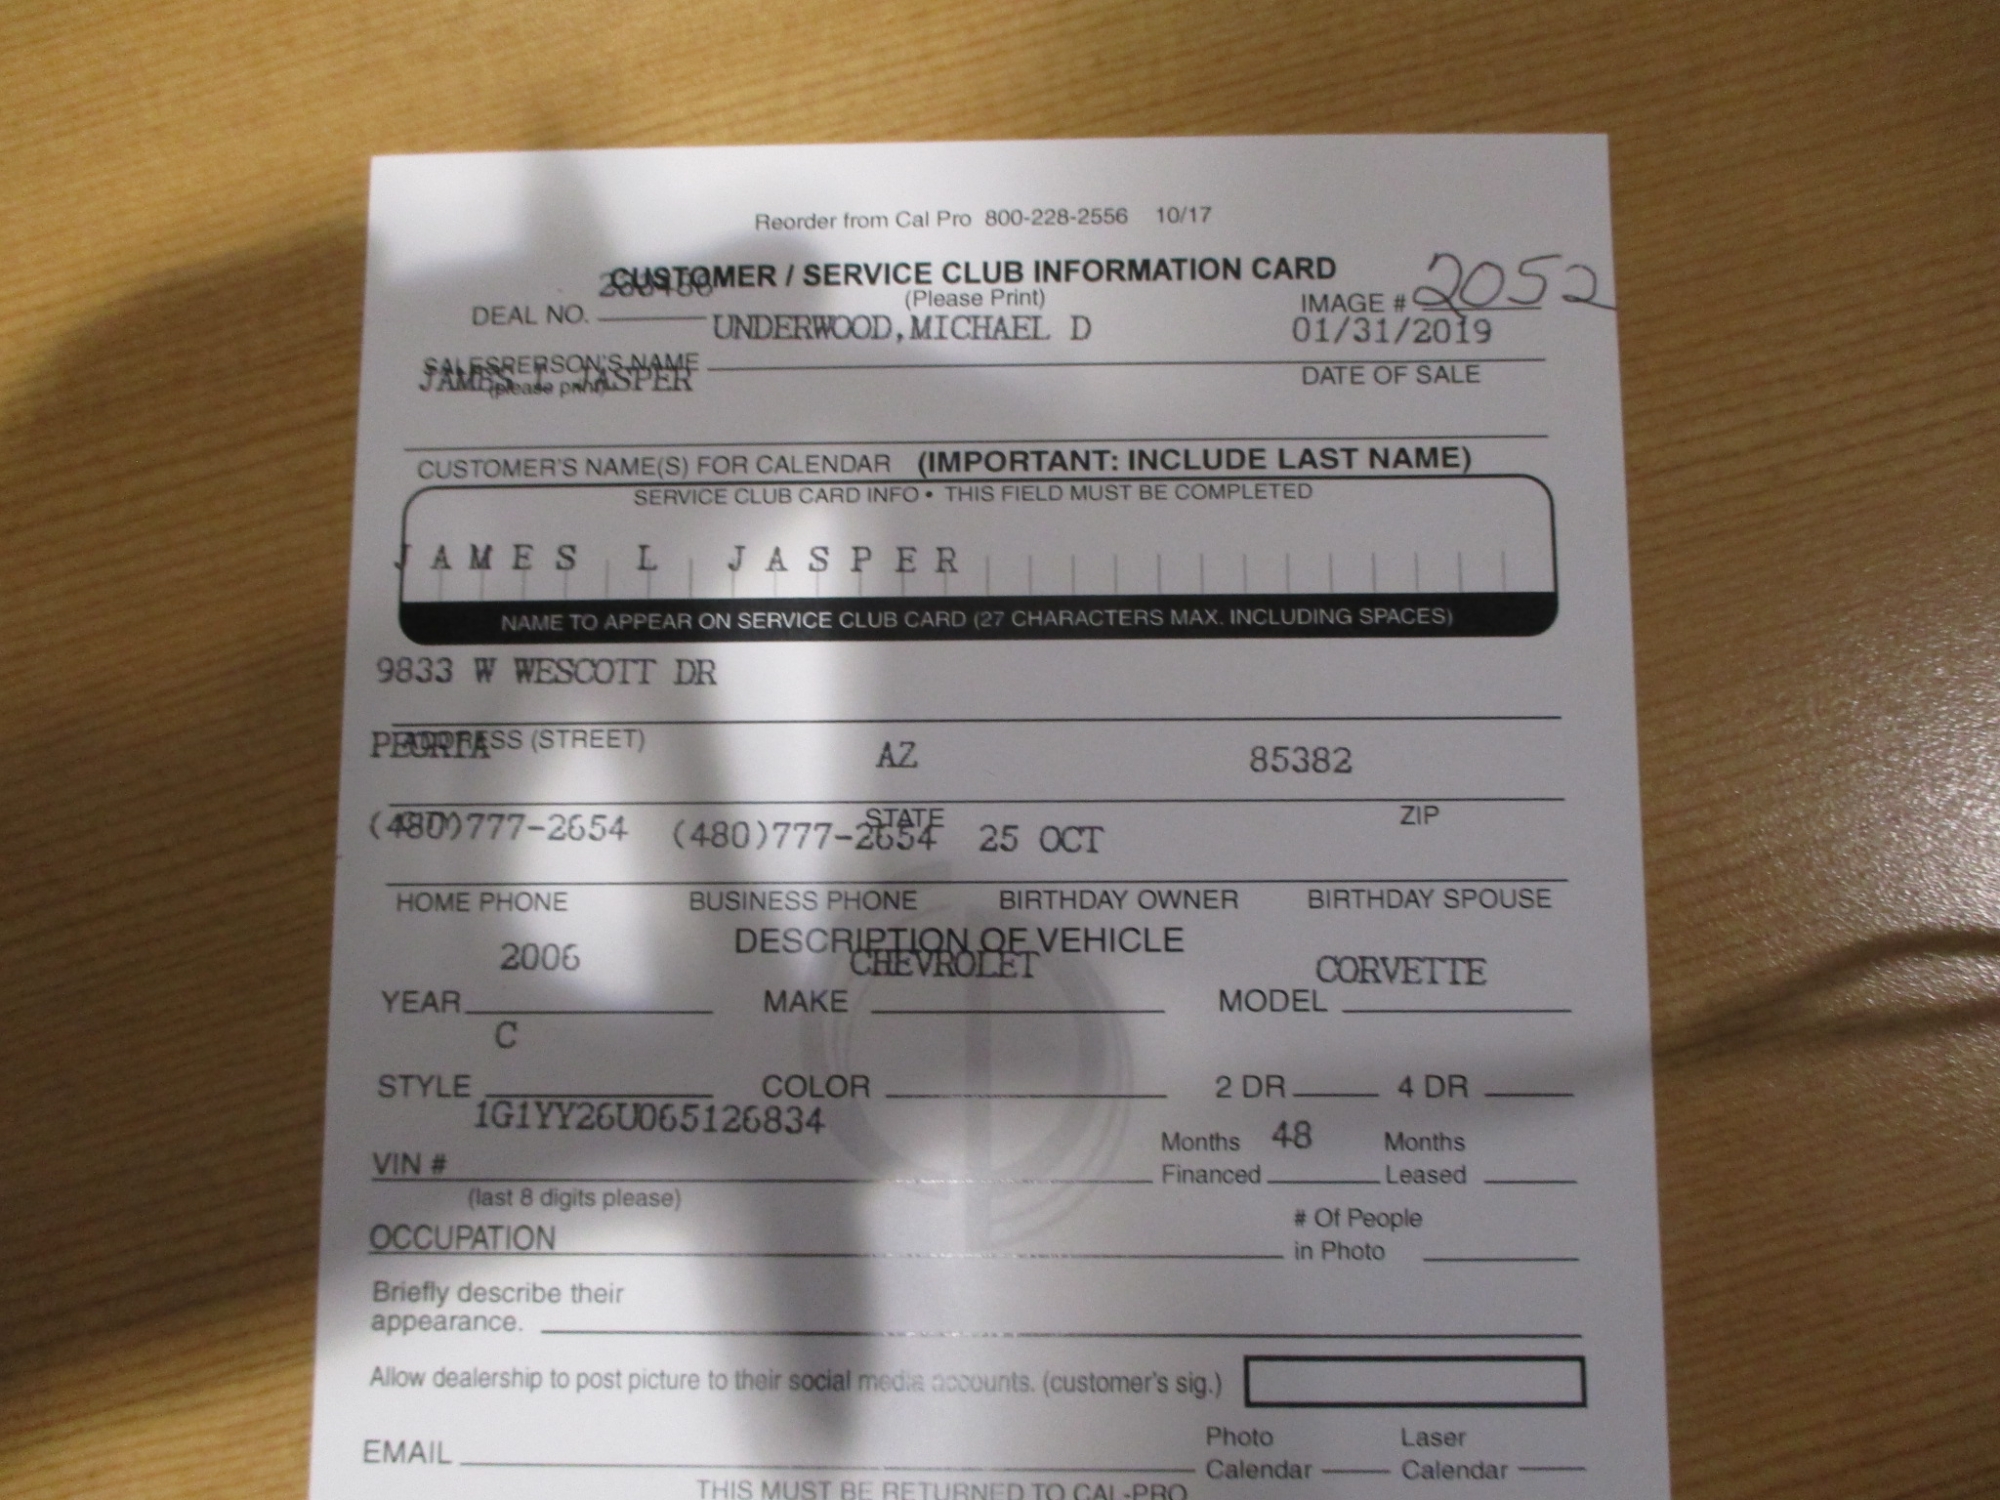 Reorder from Cal Pro 800-228-2556 10/17
CUSTOMER / SERVICE CLUB INFORMATION CARD
(Please Print)
DEAL NO. IMAGE # 2052
UNDERWOOD,MICHAEL D 01/31/2019
SALESPERSON'S NAME DATE OF SALE
(please print)
JAMES L JASPER
CUSTOMER'S NAME(S) FOR CALENDAR (IMPORTANT: INCLUDE LAST NAME)
SERVICE CLUB CARD INFO • THIS FIELD MUST BE COMPLETED
JAMES L JASPER
NAME TO APPEAR ON SERVICE CLUB CARD (27 CHARACTERS MAX. INCLUDING SPACES)
9833 W WESCOTT DR
ADDRESS (STREET)
PEORIA AZ 85382
STATE ZIP
(480)777-2654 (480)777-2654 25 OCT
HOME PHONE BUSINESS PHONE BIRTHDAY OWNER BIRTHDAY SPOUSE
DESCRIPTION OF VEHICLE
2006 CHEVROLET CORVETTE
YEAR MAKE MODEL
C
STYLE COLOR 2 DR 4 DR
1G1YY26U065126834
VIN # Months Financed 48 Months Leased
(last 8 digits please)
OCCUPATION # Of People in Photo
Briefly describe their
appearance.
Allow dealership to post picture to their social media accounts. (customer's sig.)
EMAIL Photo Calendar Laser Calendar
THIS MUST BE RETURNED TO CAL-PRO